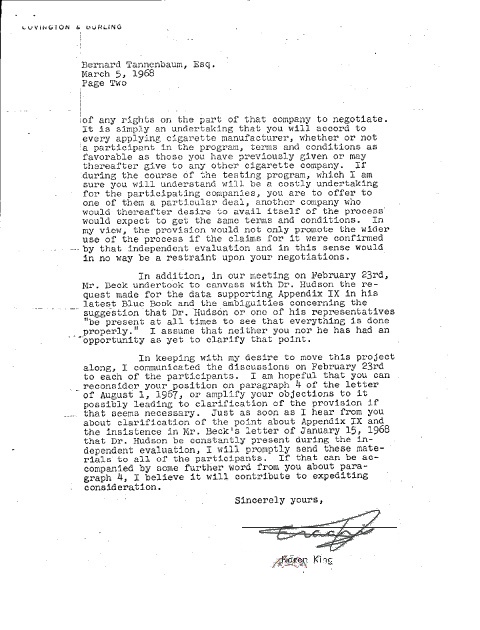 COVINGTON & BURLING
Bernard Tannenbaum, Esq.
March 5, 1968
Page Two
of any rights on the part of that company to negotiate.
It is simply an undertaking that you will accord to
every applying cigarette manufacturer, whether or not
a participant in the program, terms and conditions as
favorable as those you have previously given or may
thereafter give to any other cigarette company. If
during the course of the testing program, which I am
sure you will understand will be a costly undertaking
for the participating companies, you are to offer to
one of them a particular deal, another company who
would thereafter desire to avail itself of the process
would expect to get the same terms and conditions. In
my view, the provision would not only promote the wider
use of the process if the claims for it were confirmed
by that independent evaluation and in this sense would
in no way be a restraint upon your negotiations.
In addition, in our meeting on February 23rd,
Mr. Beck undertook to canvass with Dr. Hudson the re-
quest made for the data supporting Appendix IX in his
latest Blue Book and the ambiguities concerning the
suggestion that Dr. Hudson or one of his representatives
"be present at all times to see that everything is done
properly." I assume that neither you nor he has had an
opportunity as yet to clarify that point.
In keeping with my desire to move this project
along, I communicated the discussions on February 23rd
to each of the participants. I am hopeful that you can
reconsider your position on paragraph 4 of the letter
of August 1, 1967, or amplify your objections to it
possibly leading to clarification of the provision if
that seems necessary. Just as soon as I hear from you
about clarification of the point about Appendix IX and
the insistence in Mr. Beck's letter of January 15, 1968
that Dr. Hudson be constantly present during the in-
dependent evaluation, I will promptly send these mate-
rials to all of the participants. If that can be ac-
companied by some further word from you about para-
graph 4, I believe it will contribute to expediting
consideration.
Sincerely yours,
Karen King